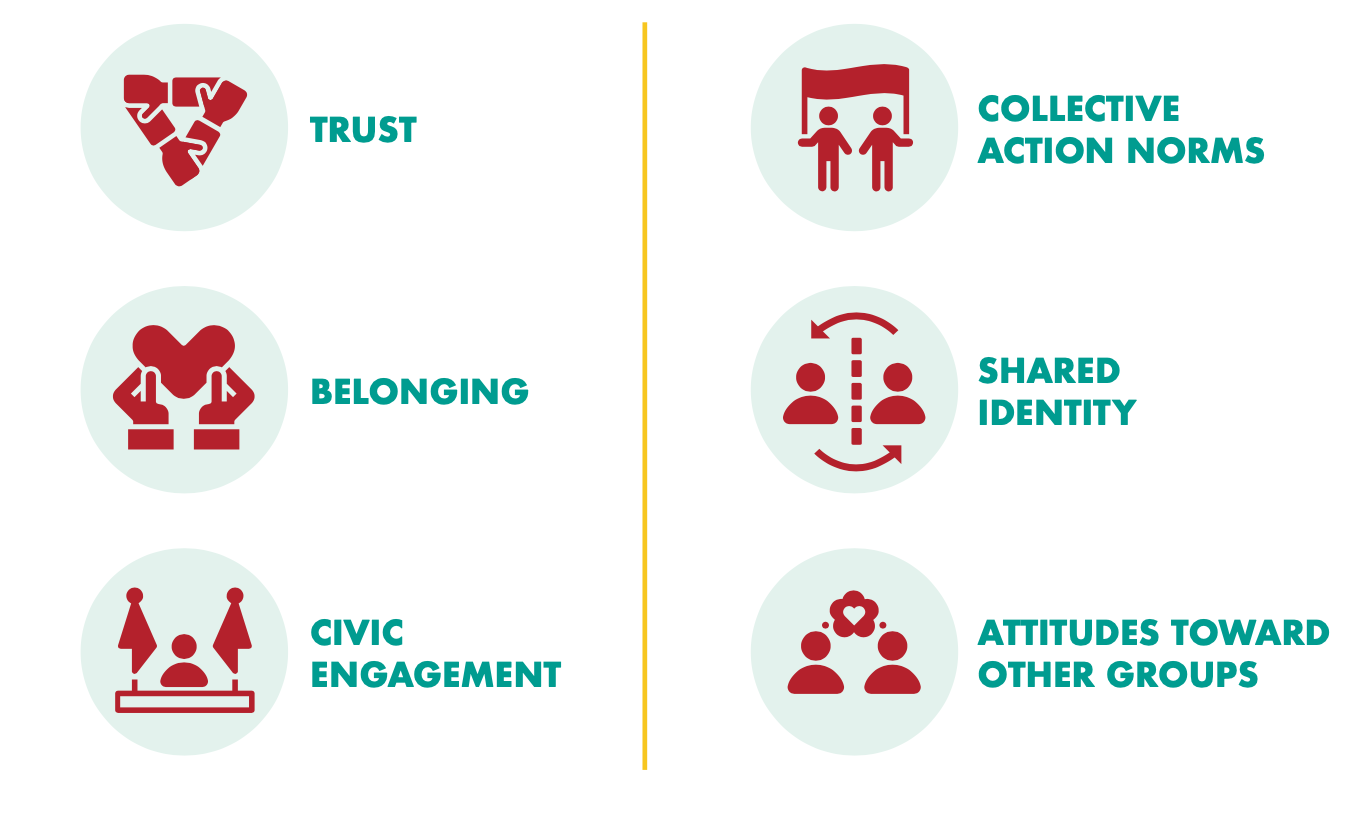 TRUST
BELONGING
CIVIC
ENGAGEMENT
COLLECTIVE
ACTION NORMS
SHARED
IDENTITY
ATTITUDES TOWARD
OTHER GROUPS